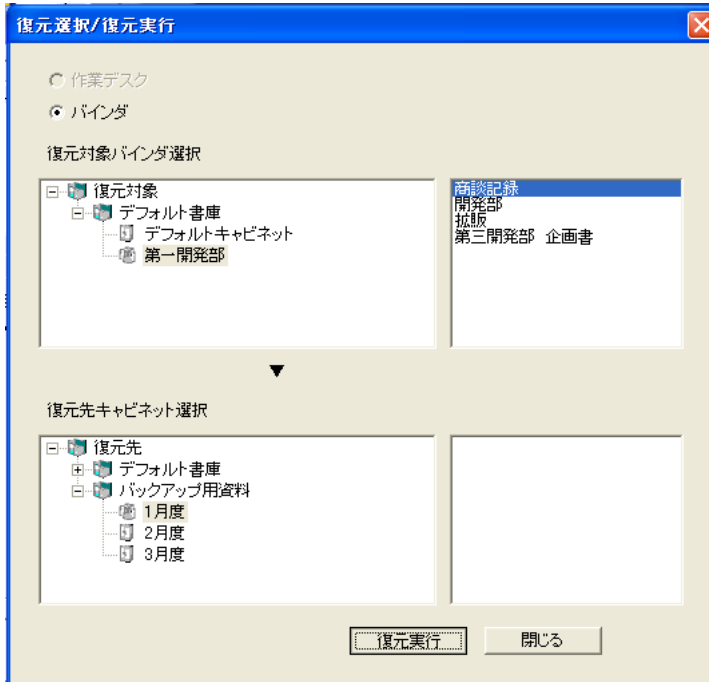 復元選択/復元実行
作業デスク
バインダ
復元対象バインダ選択
復元対象
デフォルト書庫
デフォルトキャビネット
第一開発部
商談記録
開発部
拡販
第三開発部 企画書
復元先キャビネット選択
復元先
デフォルト書庫
バックアップ用資料
1月度
2月度
3月度
復元実行
閉じる